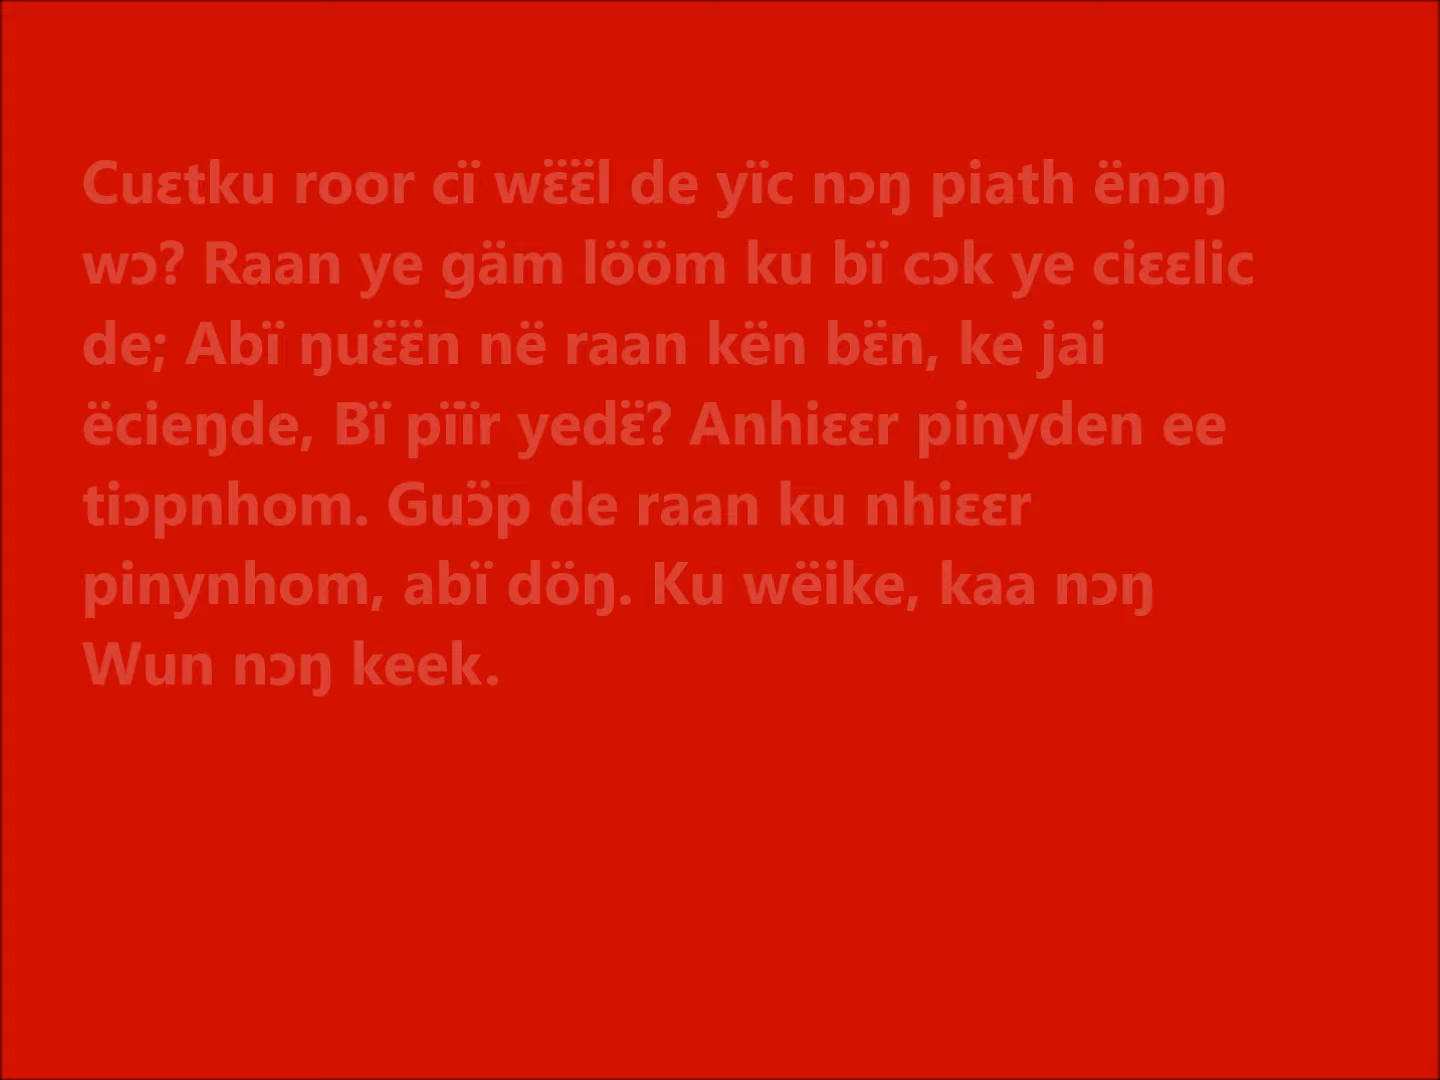 Cuɛtku roor cï wɛ̈ɛ̈l de yïc nɔŋ piath ënɔŋ
wɔ? Raan ye gäm lööm ku bï cɔk ye ciɛɛlic
de; Abï ŋuɛ̈ɛ̈n në raan kën bɛ̈n, ke jai
ëcieŋde, Bï pïïr yedɛ̈? Anhiɛɛr pinyden ee
tiɔpnhom. Guɔ̈p de raan ku nhiɛɛr
pinynhom, abï döŋ. Ku wëike, kaa nɔŋ
Wun nɔŋ keek.